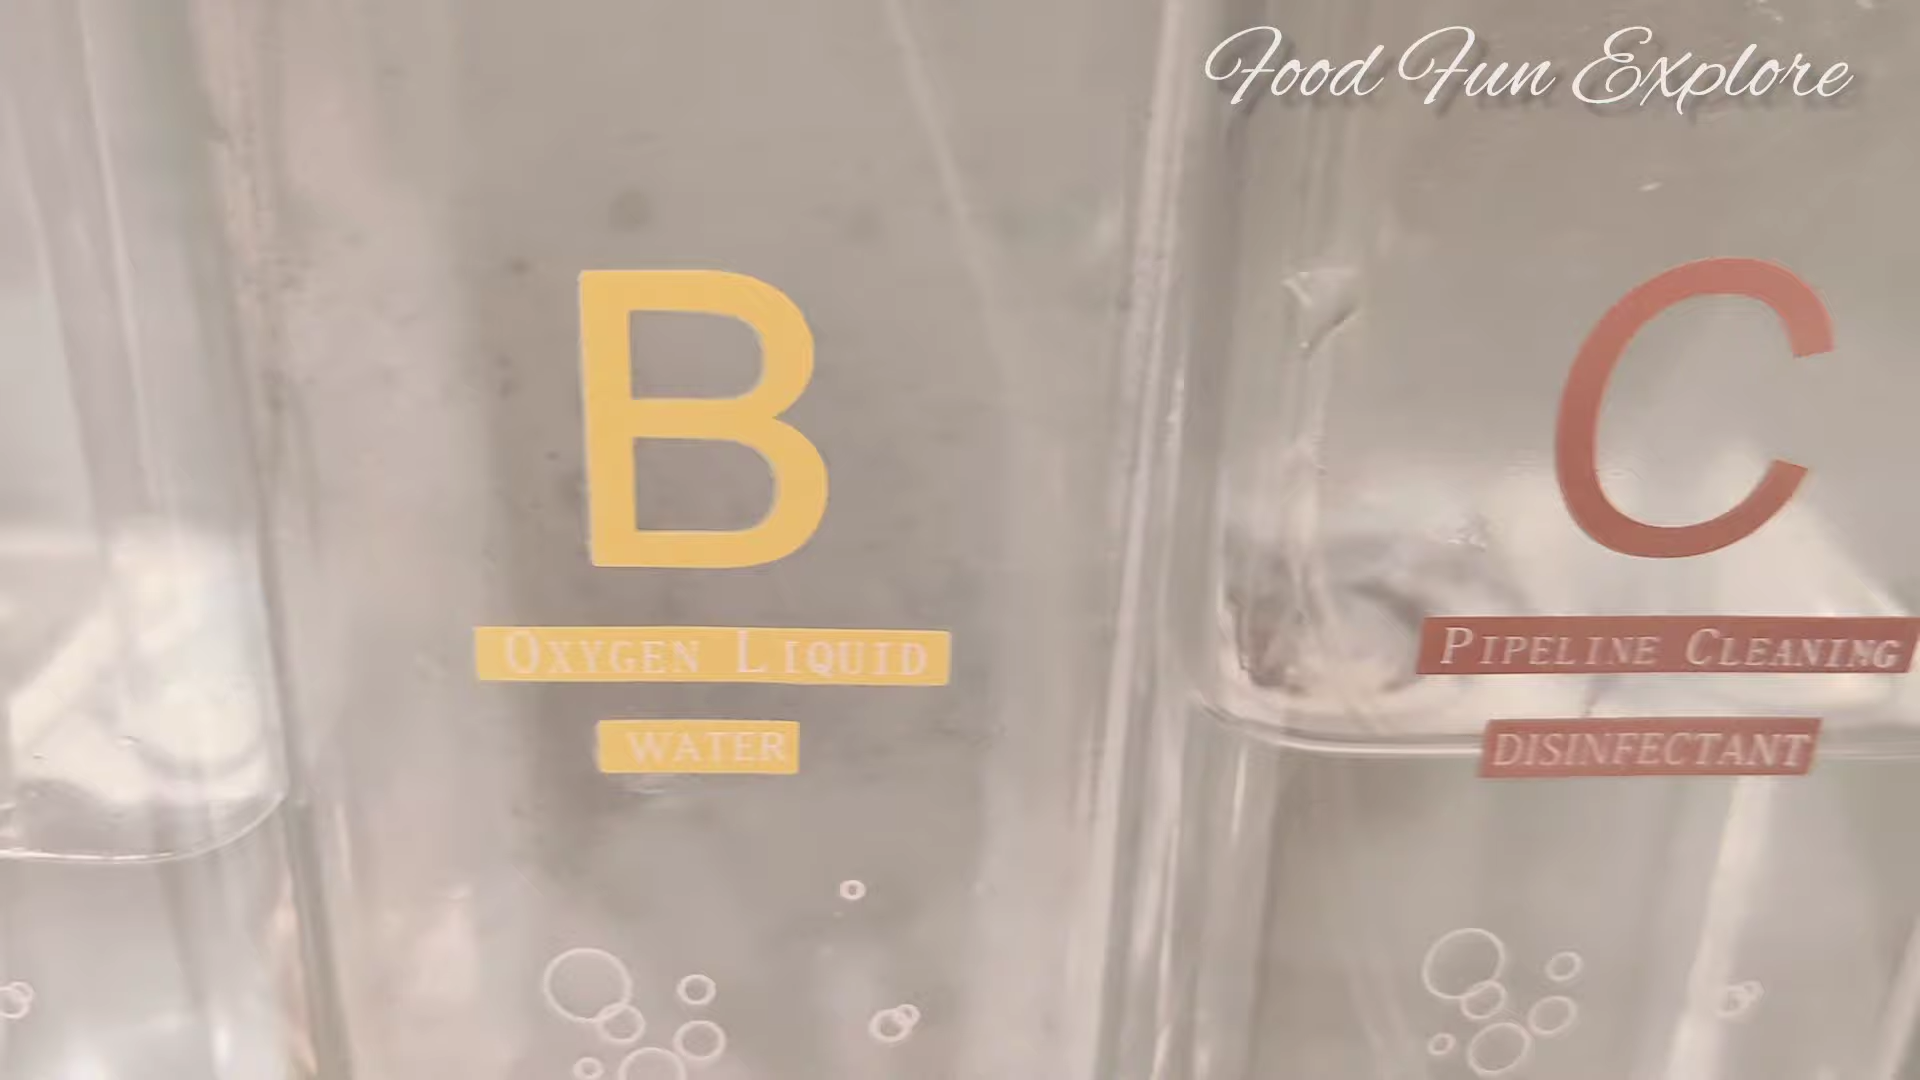 Food Fun Explore
B
OXYGEN LIQUID
WATER
C
PIPELINE CLEANING
DISINFECTANT